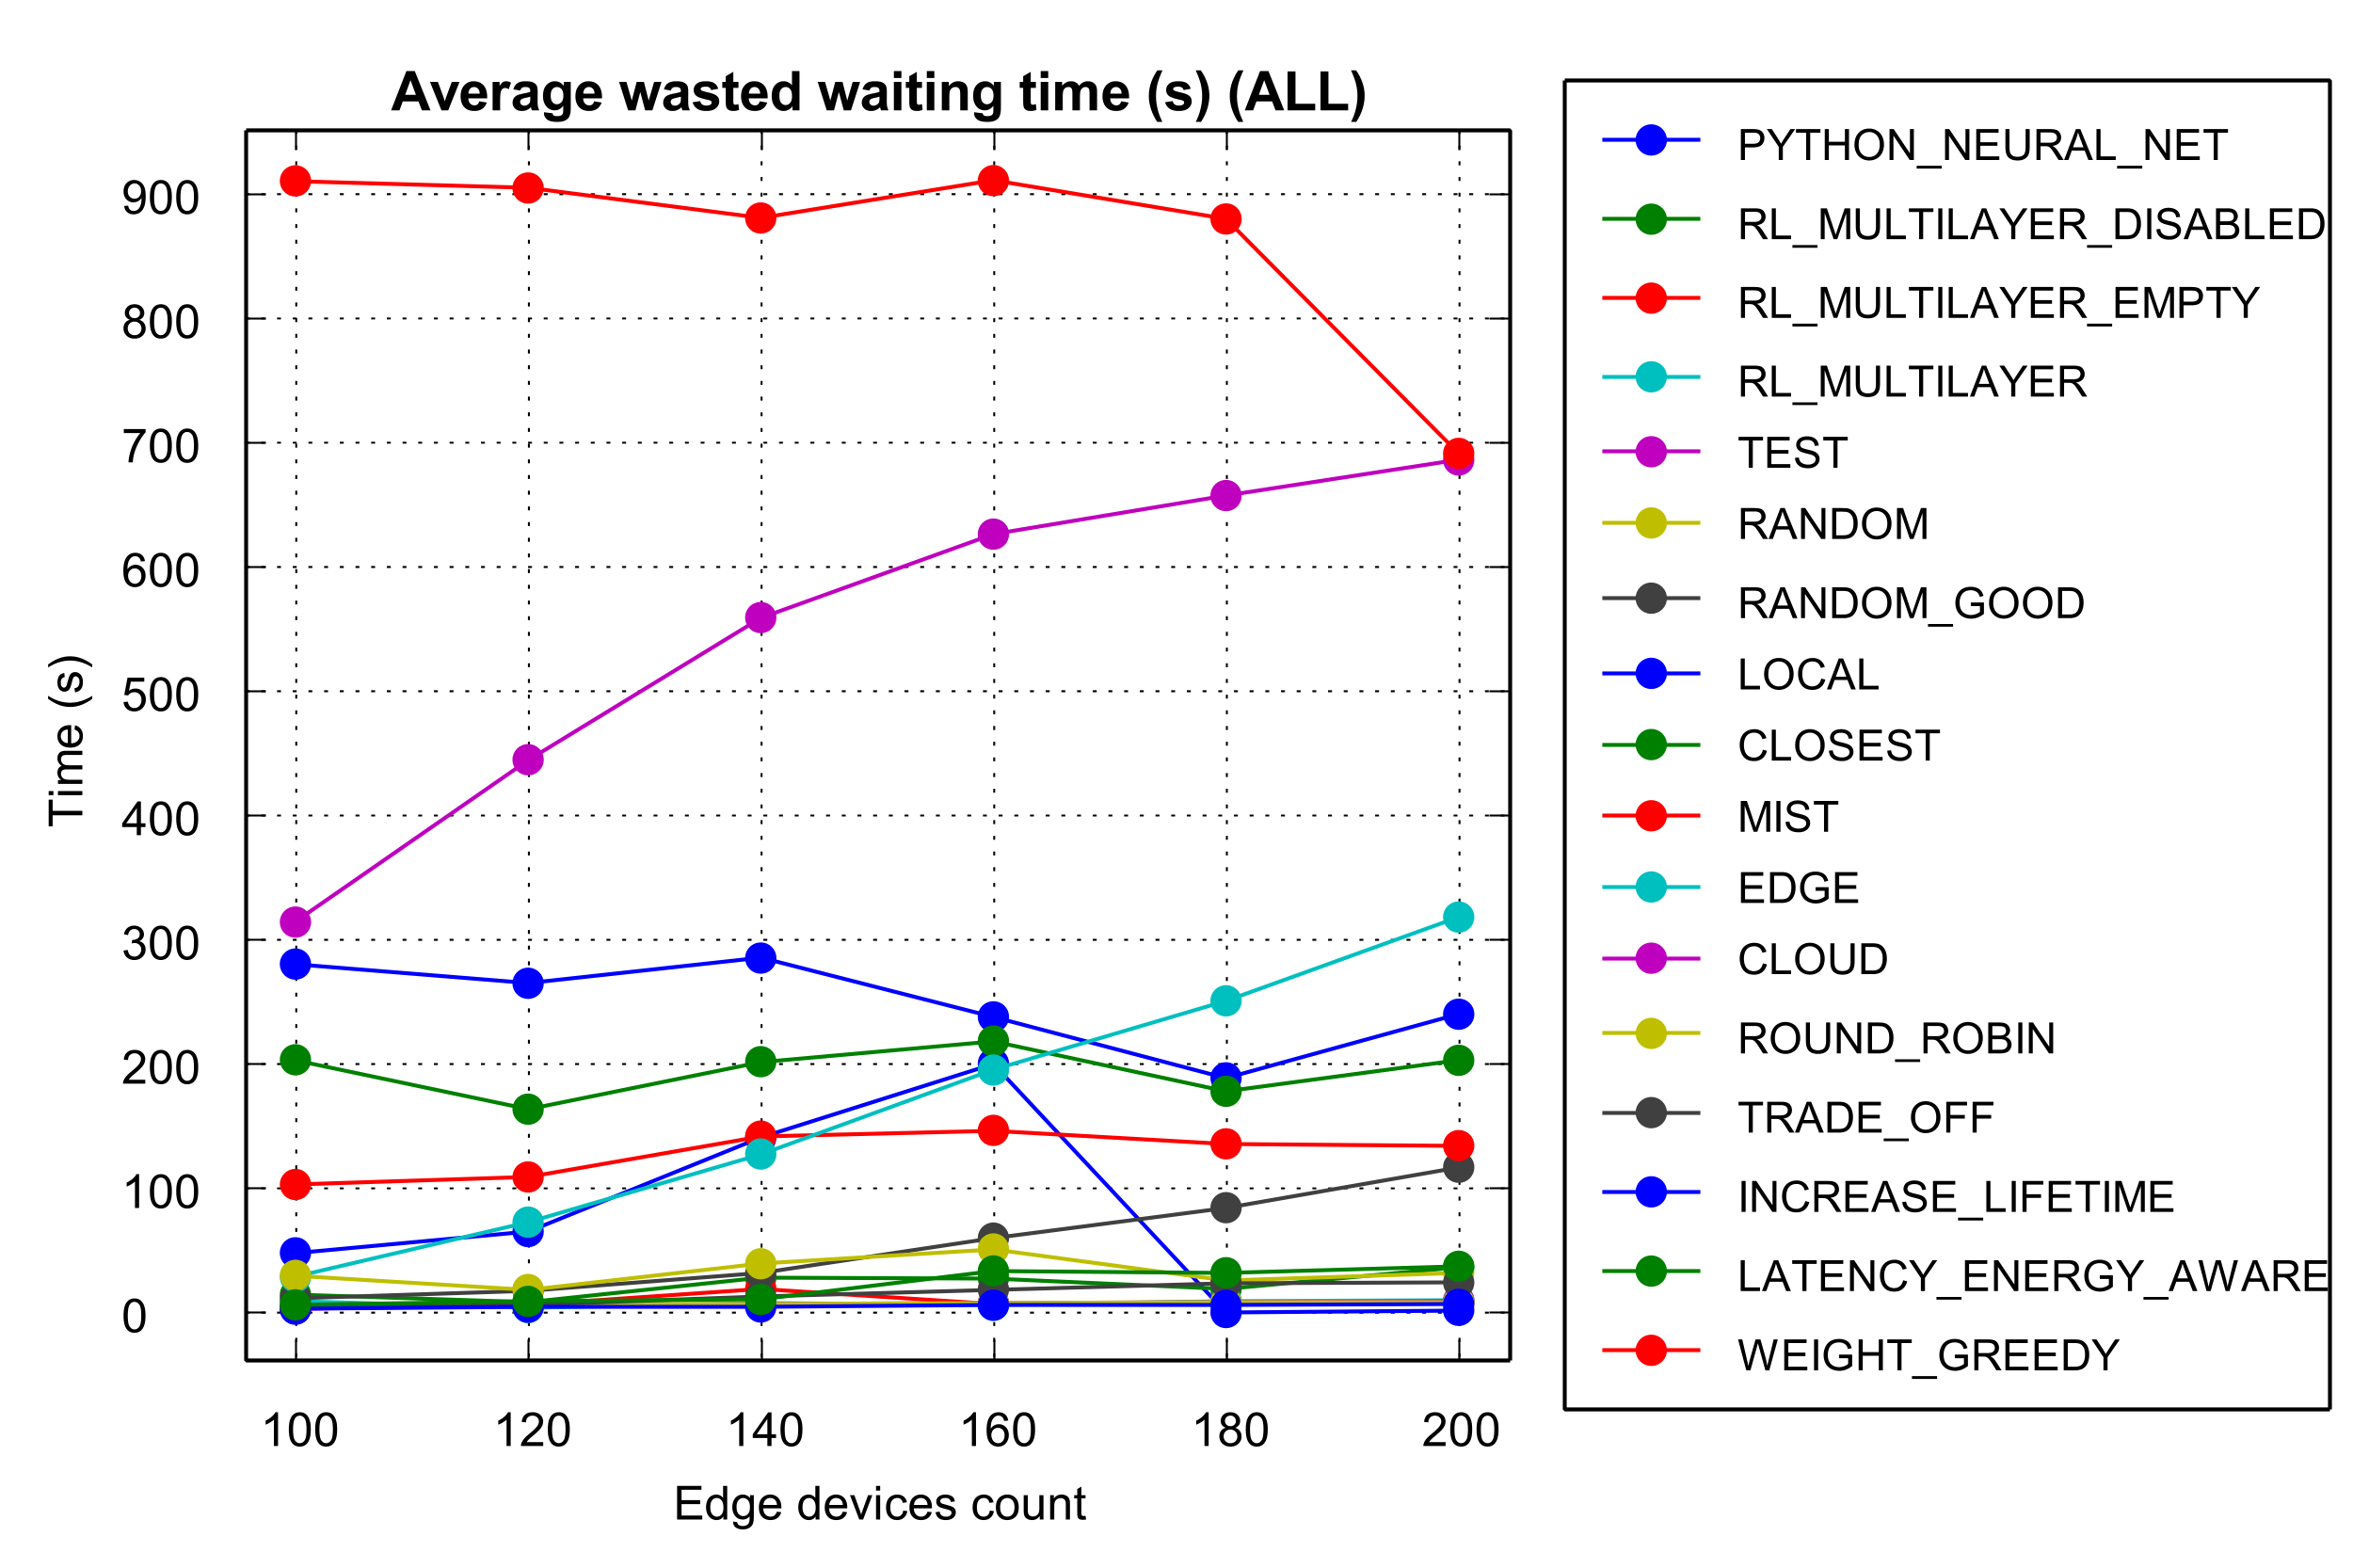 Average wasted waiting time (s) (ALL)
900
800
700
600
500
400
300
200
100
0
Time (s)
100 120 140 160 180 200
Edge devices count
PYTHON_NEURAL_NET
RL_MULTILAYER_DISABLED
RL_MULTILAYER_EMPTY
RL_MULTILAYER
TEST
RANDOM
RANDOM_GOOD
LOCAL
CLOSEST
MIST
EDGE
CLOUD
ROUND_ROBIN
TRADE_OFF
INCREASE_LIFETIME
LATENCY_ENERGY_AWARE
WEIGHT_GREEDY